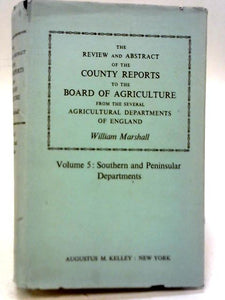 THE
REVIEW AND ABSTRACT
OF THE
COUNTY REPORTS
TO THE
BOARD OF AGRICULTURE
FROM THE SEVERAL
AGRICULTURAL DEPARTMENTS
OF ENGLAND
William Marshall
Volume 5: Southern and Peninsular
Departments
AUGUSTUS M. KELLEY : NEW YORK